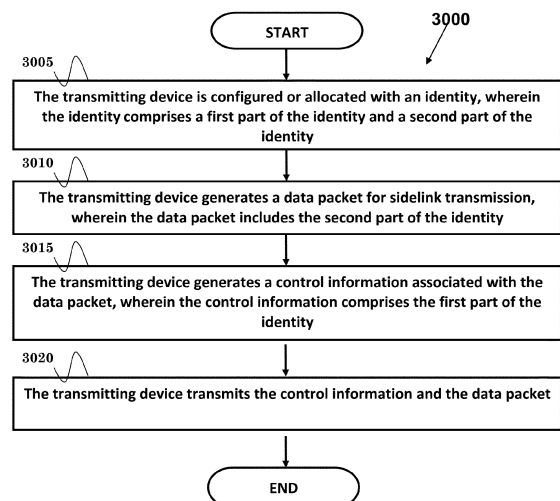 START
3000
3005
The transmitting device is configured or allocated with an identity, wherein
the identity comprises a first part of the identity and a second part of the
identity
3010
The transmitting device generates a data packet for sidelink transmission,
wherein the data packet includes the second part of the identity
3015
The transmitting device generates a control information associated with the
data packet, wherein the control information comprises the first part of the
identity
3020
The transmitting device transmits the control information and the data packet
END